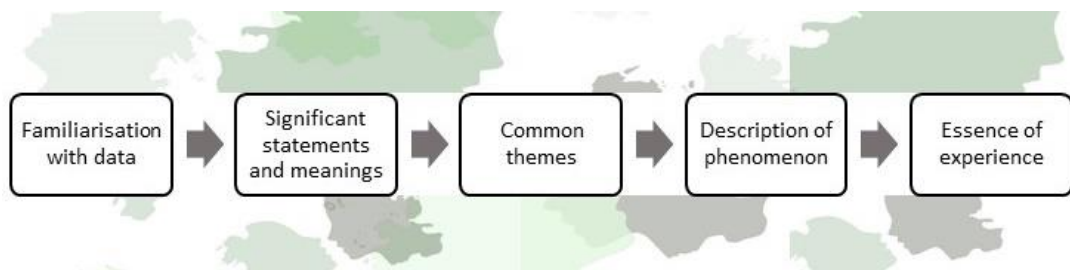 Familiarisation
with data
Significant
statements
and meanings
Common
themes
Description of
phenomenon
Essence of
experience